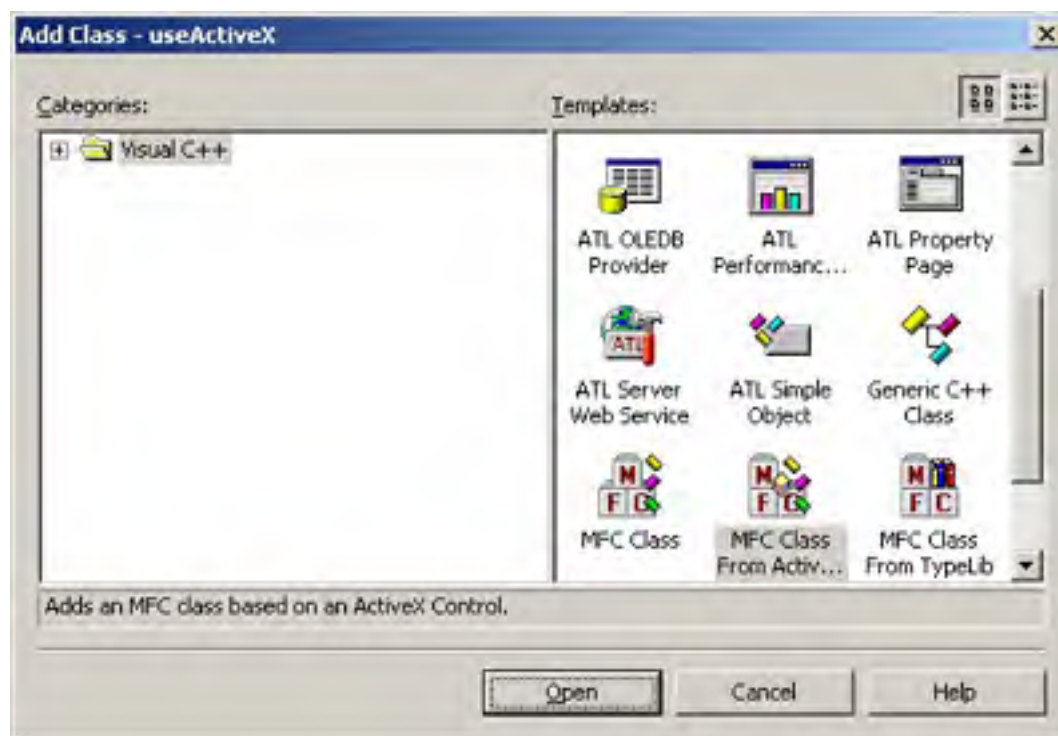 Add Class - useActiveX
Categories:
Templates:
Visual C++
ATL OLEDB
Provider
ATL
Performanc...
ATL Property
Page
ATL
ATL Server
Web Service
ATL Simple
Object
Generic C++
Class
M
F C
MFC Class
M
F C
MFC Class
From Activ...
M
F C
MFC Class
From TypeLib
Adds an MFC class based on an ActiveX Control.
Open
Cancel
Help